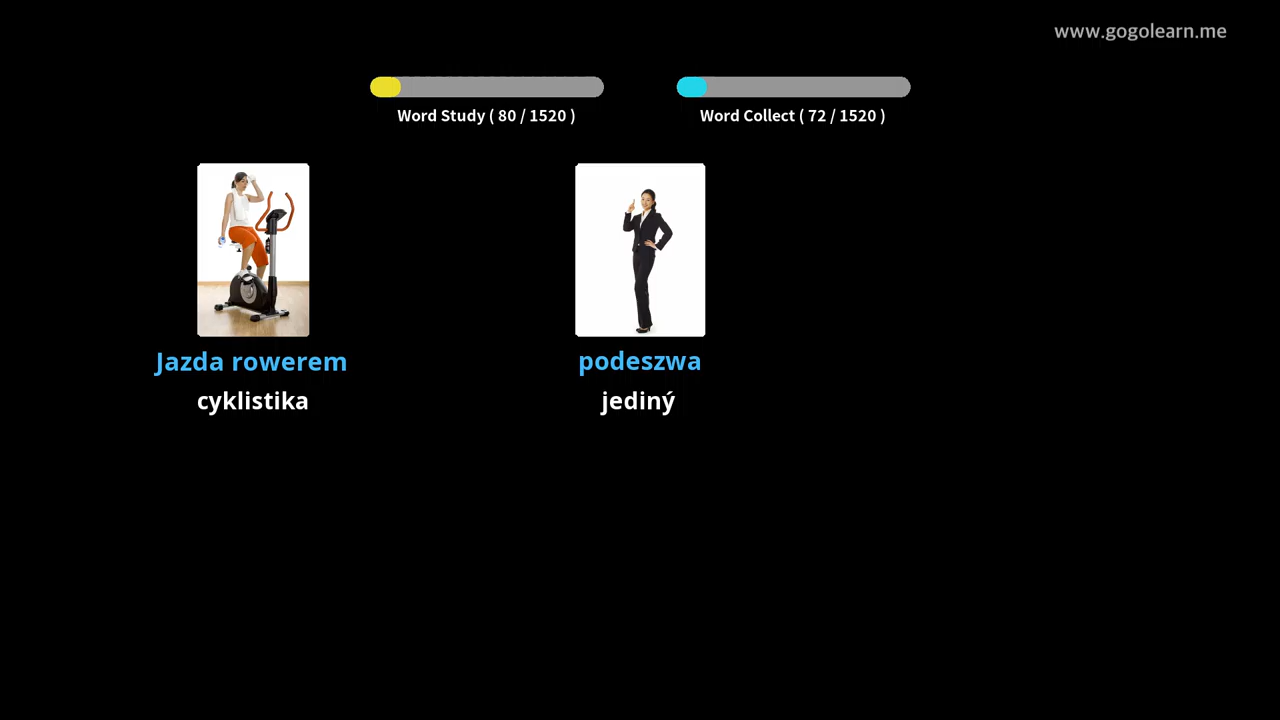 www.gogolearn.me
Word Study ( 80 / 1520 )
Word Collect ( 72 / 1520 )
Jazda rowerem
cyklistika
podeszwa
jediný